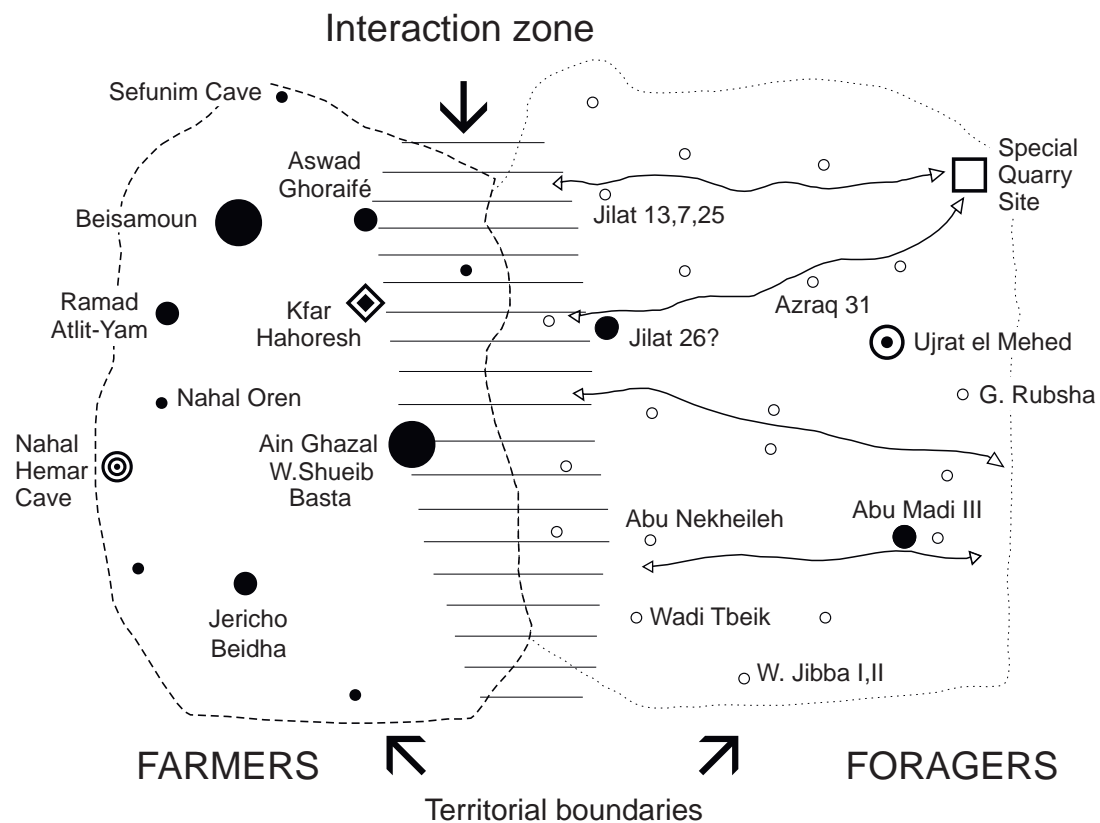 Interaction zone
Sefunim Cave
Aswad
Ghoraifé
Special
Quarry
Site
Beisamoun
Jilat 13,7,25
Ramad
Atlit-Yam
Kfar
Hahoresh
Azraq 31
Jilat 26?
Ujrat el Mehed
Nahal Oren
G. Rubsha
Nahal
Hemar
Cave
Ain Ghazal
W.Shueib
Basta
Abu Nekheileh
Abu Madi III
Jericho
Beidha
Wadi Tbeik
W. Jibba I,II
FARMERS
FORAGERS
Territorial boundaries